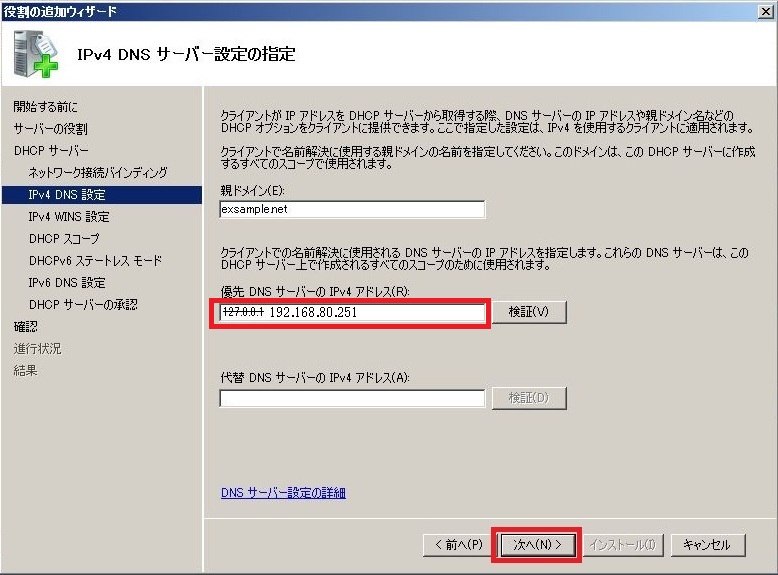 役割の追加ウィザード
IPv4 DNS サーバー設定の指定
開始する前に
サーバーの役割
DHCP サーバー
ネットワーク接続バインディング
IPv4 DNS 設定
IPv4 WINS 設定
DHCP スコープ
DHCPv6 ステートレス モード
IPv6 DNS 設定
DHCP サーバーの承認
確認
進行状況
結果
クライアントが IP アドレスを DHCP サーバーから取得する際、DNS サーバーの IP アドレスや親ドメイン名などの
DHCP オプションをクライアントに提供できます。ここで指定した設定は、IPv4 を使用するクライアントに適用されます。
クライアントで名前解決に使用する親ドメインの名前を指定してください。このドメインは、この DHCP サーバーに作成
するすべてのスコープで使用されます。
親ドメイン(E):
exsample.net
クライアントでの名前解決に使用される DNS サーバーの IP アドレスを指定します。これらの DNS サーバーは、この
DHCP サーバー上で作成されるすべてのスコープのために使用されます。
優先 DNS サーバーの IPv4 アドレス(R):
127.0.0.1 192.168.80.251
検証(V)
代替 DNS サーバーの IPv4 アドレス(A):
検証(D)
DNS サーバー設定の詳細
< 前へ(P)
次へ(N) >
インストール(I)
キャンセル